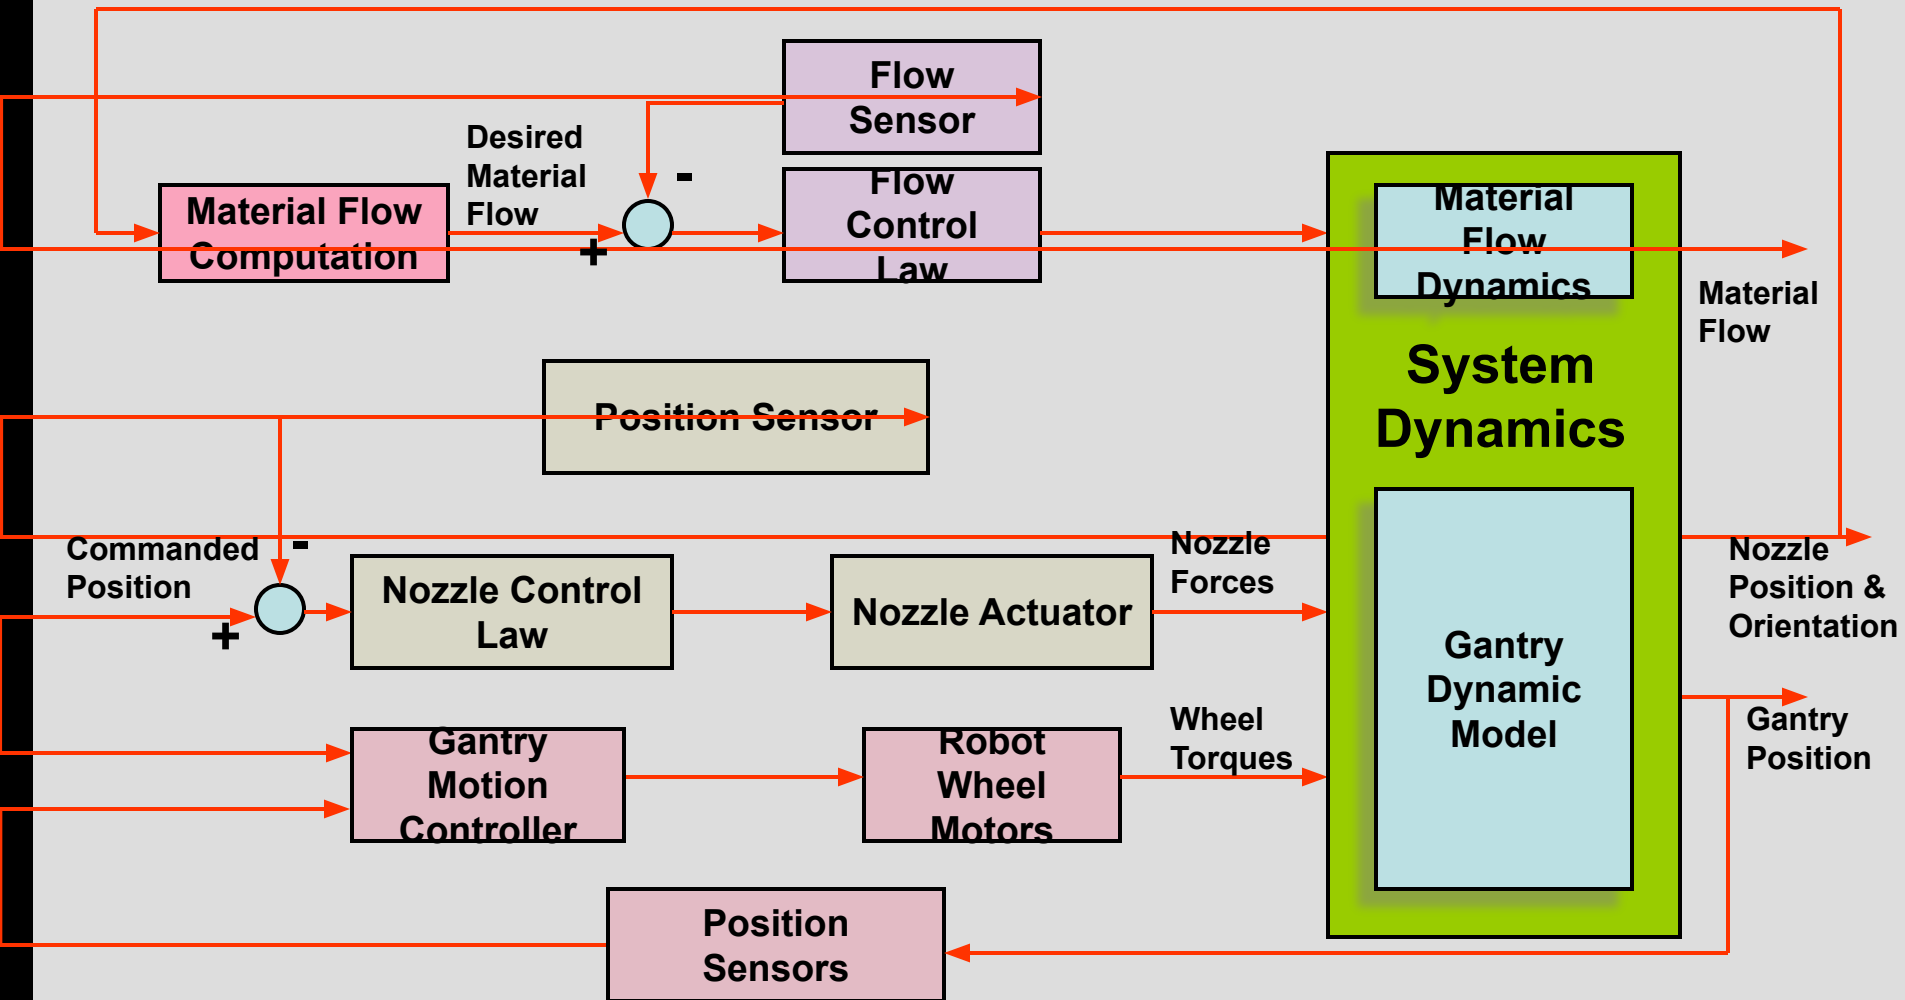 Flow
Sensor
Desired
Material
Flow
-
Flow
Control
Law
Material Flow
Computation
+
Material
Flow
Dynamics
Material
Flow
System
Dynamics
Position Sensor
Commanded
Position
-
+
Nozzle Control
Law
Nozzle Actuator
Nozzle
Forces
Nozzle
Position &
Orientation
Gantry
Dynamic
Model
Gantry
Motion
Controller
Robot
Wheel
Motors
Wheel
Torques
Gantry
Position
Position
Sensors